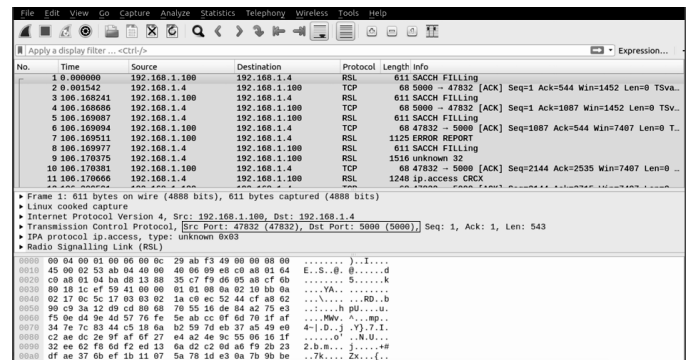 File Edit View Go Capture Analyze Statistics Telephony Wireless Tools Help
Apply a display filter ... <Ctrl-/> Expression...
No. Time Source Destination Protocol Length Info
1 0.000000 192.168.1.100 192.168.1.4 RSL 611 SACCH FILLing
2 0.001542 192.168.1.4 192.168.1.100 TCP 68 5000 → 47832 [ACK] Seq=1 Ack=544 Win=1452 Len=0 TSva…
3 106.168241 192.168.1.100 192.168.1.4 RSL 611 SACCH FILLing
4 106.168686 192.168.1.4 192.168.1.100 TCP 68 5000 → 47832 [ACK] Seq=1 Ack=1087 Win=1452 Len=0 TSv…
5 106.169087 192.168.1.4 192.168.1.100 RSL 611 SACCH FILLing
6 106.169094 192.168.1.100 192.168.1.4 TCP 68 47832 → 5000 [ACK] Seq=1087 Ack=544 Win=7407 Len=0 T…
7 106.169511 192.168.1.100 192.168.1.4 RSL 1125 ERROR REPORT
8 106.169977 192.168.1.4 192.168.1.100 RSL 611 SACCH FILLing
9 106.170375 192.168.1.4 192.168.1.100 RSL 1516 unknown 32
10 106.170381 192.168.1.100 192.168.1.4 TCP 68 47832 → 5000 [ACK] Seq=2144 Ack=2535 Win=7407 Len=0 …
11 106.170666 192.168.1.4 192.168.1.100 RSL 1248 ip.access CRCX
Frame 1: 611 bytes on wire (4888 bits), 611 bytes captured (4888 bits)
Linux cooked capture
Internet Protocol Version 4, Src: 192.168.1.100, Dst: 192.168.1.4
Transmission Control Protocol, Src Port: 47832 (47832), Dst Port: 5000 (5000), Seq: 1, Ack: 1, Len: 543
IPA protocol ip.access, type: unknown 0x03
Radio Signalling Link (RSL)
0000 00 04 00 01 00 06 00 0c 29 ab f3 49 00 00 08 00 ........ )..I....
0010 45 00 02 53 ab 04 40 00 40 06 09 e8 c0 a8 01 64 E..S..@. @......d
0020 c0 a8 01 04 ba d8 13 88 35 c7 f9 d6 05 a8 cf 6b ........ 5......k
0030 80 18 1c ef 59 41 00 00 01 01 08 0a 02 10 bb 0a ....YA.. ........
0040 02 17 0c 5c 17 03 03 02 1a c0 ec 52 44 cf a8 62 ...\.... ...RD..b
0050 c9 9a 3a 12 d9 cd 80 68 70 55 16 de 84 a2 75 e3 ..:....h pU....u.
0060 f5 0e d4 9e 4d 57 76 fe 5e ab cc 0f 6d 70 1f af ....MWv. ^...mp..
0070 34 7e 7c 83 44 c5 18 6a b2 59 7d eb 37 a5 49 e0 4~|.D..j .Y}.7.I.
0080 c2 ae dc 2e 9f af 6f 27 e4 a2 4e 9c 55 06 16 1f ......o' ..N.U...
0090 32 ee 62 f8 6d f2 ed 13 6a d2 c2 d0 a6 f9 2b 23 2.b.m... j.....+#
00a0 df ae 37 6b ef 1b 11 07 5a 78 1d e3 0a 7b 9b be ..7k.... Zx...{..